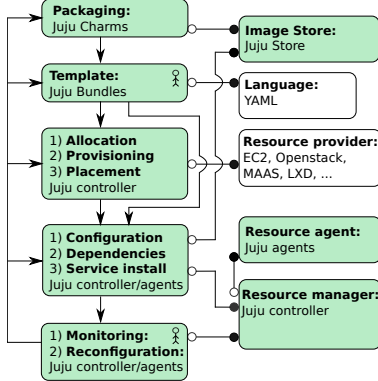 Packaging:
Juju Charms
Image Store:
Juju Store
Template:
Juju Bundles
Language:
YAML
1) Allocation
2) Provisioning
3) Placement
Juju controller
Resource provider:
EC2, Openstack,
MAAS, LXD, ...
1) Configuration
2) Dependencies
3) Service install
Juju controller/agents
Resource agent:
Juju agents
Resource manager:
Juju controller
1) Monitoring:
2) Reconfiguration:
Juju controller/agents